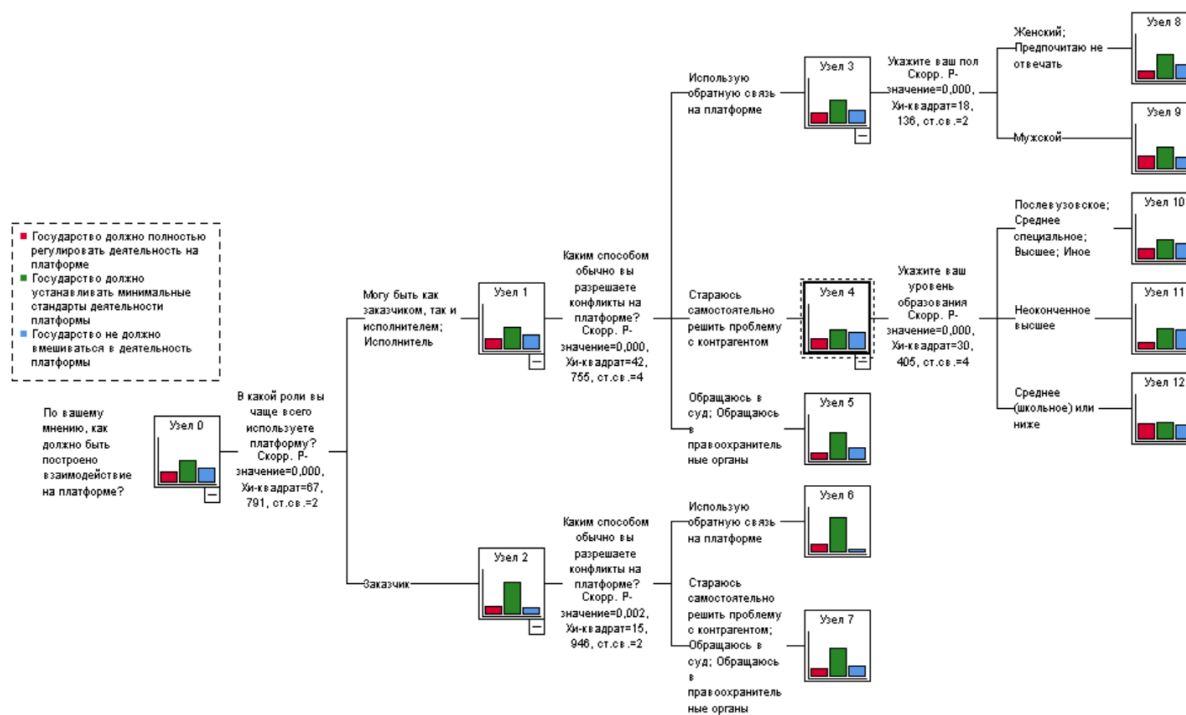 Государство должно полностью
регулировать деятельность на
платформе
Государство должно
устанавливать минимальные
стандарты деятельности
платформы
Государство не должно
вмешиваться в деятельность
платформы
По вашему
мнению, как
должно быть
построено
взаимодействие
на платформе?
Узел 0
В какой роли вы
чаще всего
используете
платформу?
Скорр. P-
значение=0,000,
Хи-квадрат=67,
791, ст.св.=2
Могу быть как
заказчиком, так и
исполнителем;
Исполнитель
Узел 1
Каким способом
обычно вы
разрешаете
конфликты на
платформе?
Скорр. P-
значение=0,000,
Хи-квадрат=42,
755, ст.св.=4
Использую
обратную связь
на платформе
Узел 3
Укажите ваш пол
Скорр. P-
значение=0,000,
Хи-квадрат=18,
136, ст.св.=2
Женский;
Предпочитаю не
отвечать
Узел 8
Мужской
Узел 9
Стараюсь
самостоятельно
решить проблему
с контрагентом
Узел 4
Укажите ваш
уровень
образования
Скорр. P-
значение=0,000,
Хи-квадрат=30,
405, ст.св.=4
Послевузовское;
Среднее
специальное;
Высшее; Иное
Узел 10
Неоконченное
высшее
Узел 11
Среднее
(школьное) или
ниже
Узел 12
Обращаюсь в
суд; Обращаюсь
в
правоохранитель
ные органы
Узел 5
Заказчик
Узел 2
Каким способом
обычно вы
разрешаете
конфликты на
платформе?
Скорр. P-
значение=0,002,
Хи-квадрат=15,
946, ст.св.=2
Использую
обратную связь
на платформе
Узел 6
Стараюсь
самостоятельно
решить проблему
с контрагентом;
Обращаюсь в
суд; Обращаюсь
в
правоохранитель
ные органы
Узел 7